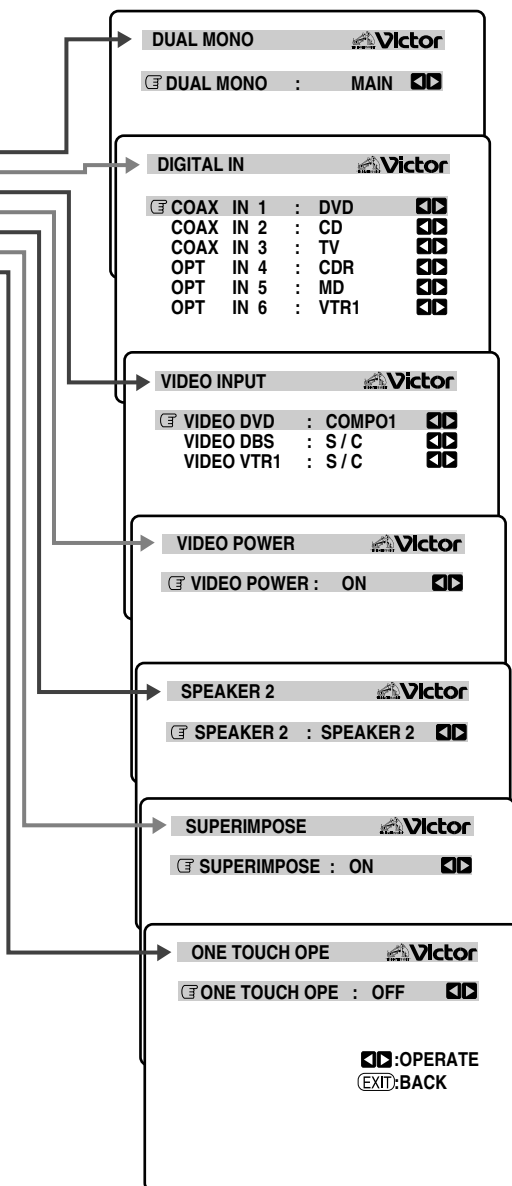 DUAL MONO Victor
DUAL MONO : MAIN
DIGITAL IN Victor
COAX IN 1 : DVD
COAX IN 2 : CD
COAX IN 3 : TV
OPT IN 4 : CDR
OPT IN 5 : MD
OPT IN 6 : VTR1
VIDEO INPUT Victor
VIDEO DVD : COMPO1
VIDEO DBS : S / C
VIDEO VTR1 : S / C
VIDEO POWER Victor
VIDEO POWER : ON
SPEAKER 2 Victor
SPEAKER 2 : SPEAKER 2
SUPERIMPOSE Victor
SUPERIMPOSE : ON
ONE TOUCH OPE Victor
ONE TOUCH OPE : OFF
:OPERATE
EXIT:BACK